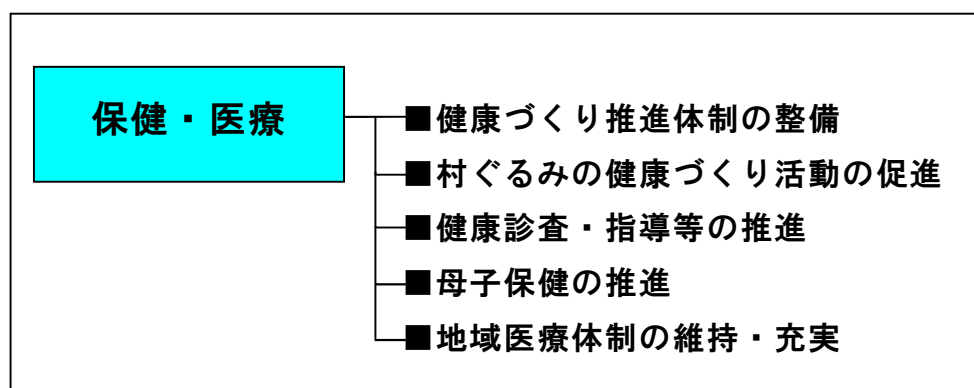 保健・医療
■健康づくり推進体制の整備
■村ぐるみの健康づくり活動の促進
■健康診査・指導等の推進
■母子保健の推進
■地域医療体制の維持・充実